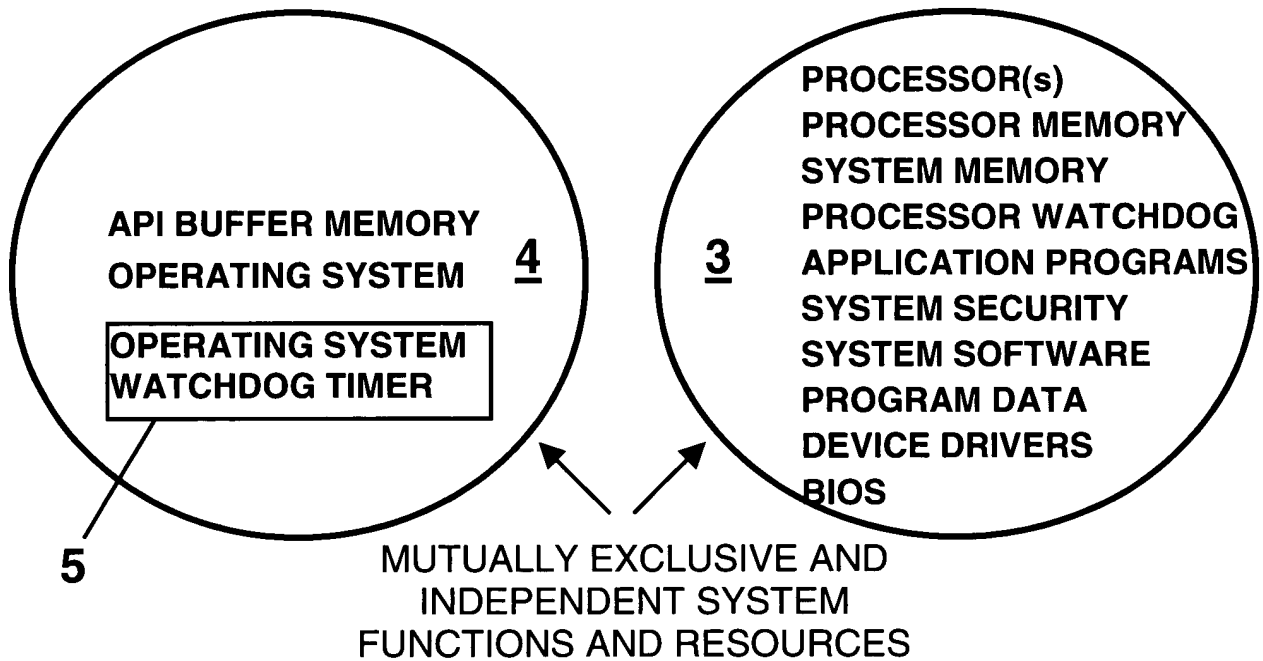 API BUFFER MEMORY
OPERATING SYSTEM
4
OPERATING SYSTEM
WATCHDOG TIMER
5
PROCESSOR(s)
PROCESSOR MEMORY
SYSTEM MEMORY
PROCESSOR WATCHDOG
3
APPLICATION PROGRAMS
SYSTEM SECURITY
SYSTEM SOFTWARE
PROGRAM DATA
DEVICE DRIVERS
BIOS
MUTUALLY EXCLUSIVE AND
INDEPENDENT SYSTEM
FUNCTIONS AND RESOURCES